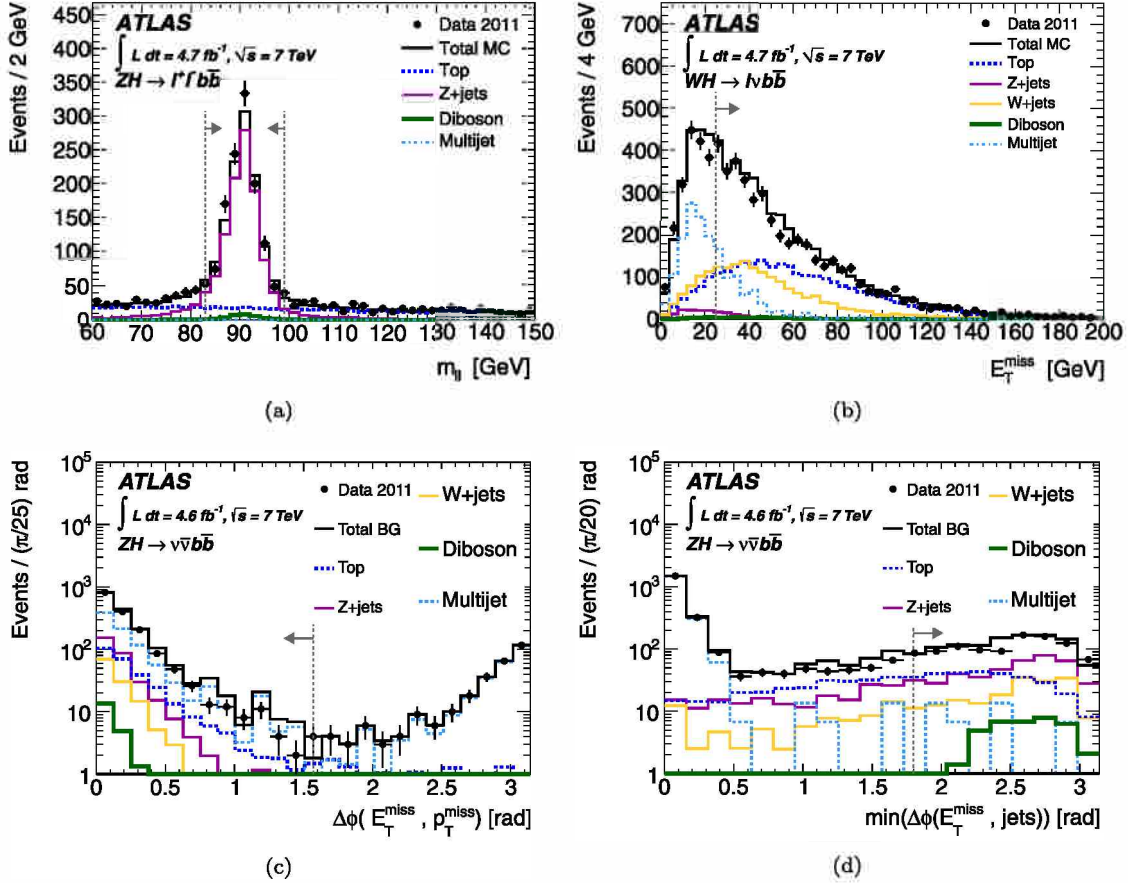 ATLAS
∫ L dt = 4.7 fb⁻¹, √s = 7 TeV
ZH → l⁺l⁻bb̄
Data 2011
Total MC
Top
Z+jets
Diboson
Multijet
Events / 2 GeV
450
400
350
300
250
200
150
100
50
0
60 70 80 90 100 110 120 130 140 150
m_ll [GeV]
(a)
ATLAS
∫ L dt = 4.7 fb⁻¹, √s = 7 TeV
WH → lνbb̄
Data 2011
Total MC
Top
Z+jets
W+jets
Diboson
Multijet
Events / 4 GeV
700
600
500
400
300
200
100
0
0 20 40 60 80 100 120 140 160 180 200
E_T^miss [GeV]
(b)
ATLAS
∫ L dt = 4.6 fb⁻¹, √s = 7 TeV
ZH → νν̄bb̄
Data 2011
Total BG
Top
Z+jets
W+jets
Diboson
Multijet
Events / (π/25) rad
10⁵
10⁴
10³
10²
10
1
0 0.5 1 1.5 2 2.5 3
Δϕ( E_T^miss , p_T^miss) [rad]
(c)
ATLAS
∫ L dt = 4.6 fb⁻¹, √s = 7 TeV
ZH → νν̄bb̄
Data 2011
Total BG
Top
Z+jets
W+jets
Diboson
Multijet
Events / (π/20) rad
10⁵
10⁴
10³
10²
10
1
0 0.5 1 1.5 2 2.5 3
min(Δϕ(E_T^miss , jets)) [rad]
(d)